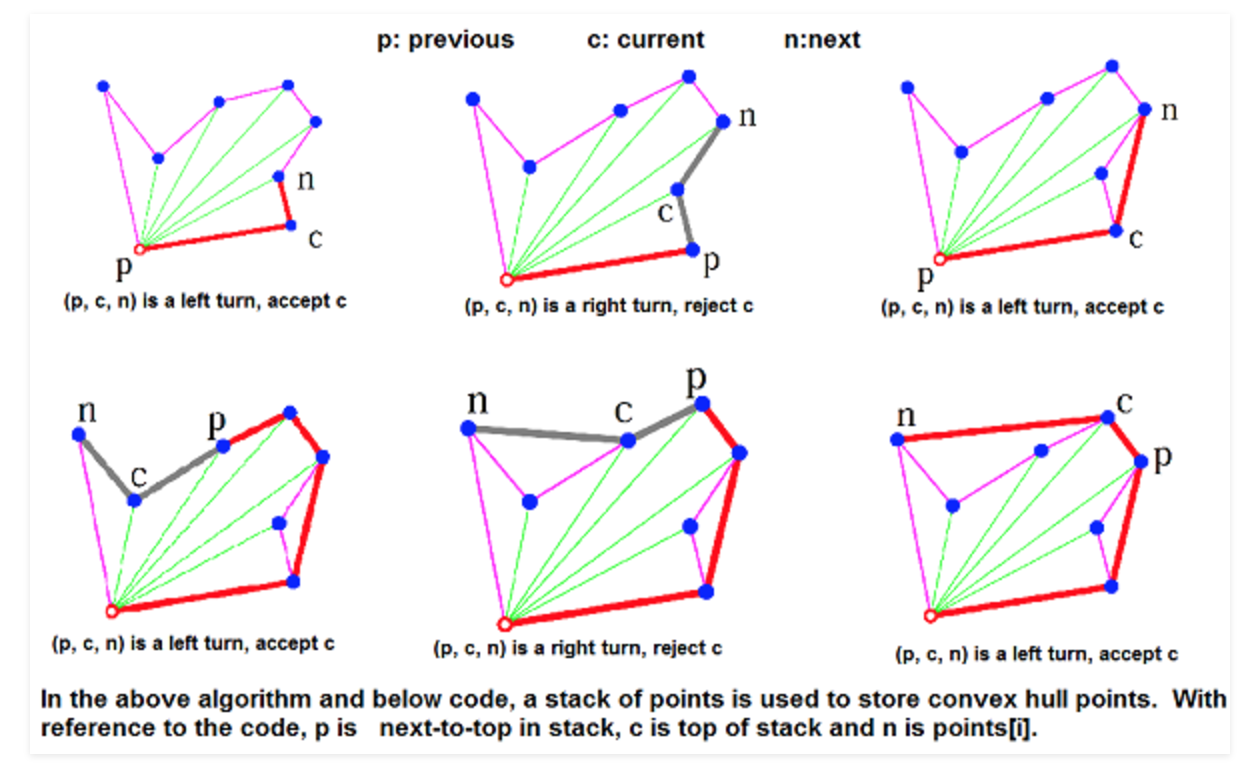 p: previous c: current n:next
n
c
p
(p, c, n) is a left turn, accept c
n
c
p
(p, c, n) is a right turn, reject c
n
c
p
(p, c, n) is a left turn, accept c
n
p
c
(p, c, n) is a left turn, accept c
p
n
c
(p, c, n) is a right turn, reject c
c
n
p
(p, c, n) is a left turn, accept c
In the above algorithm and below code, a stack of points is used to store convex hull points. With
reference to the code, p is next-to-top in stack, c is top of stack and n is points[i].